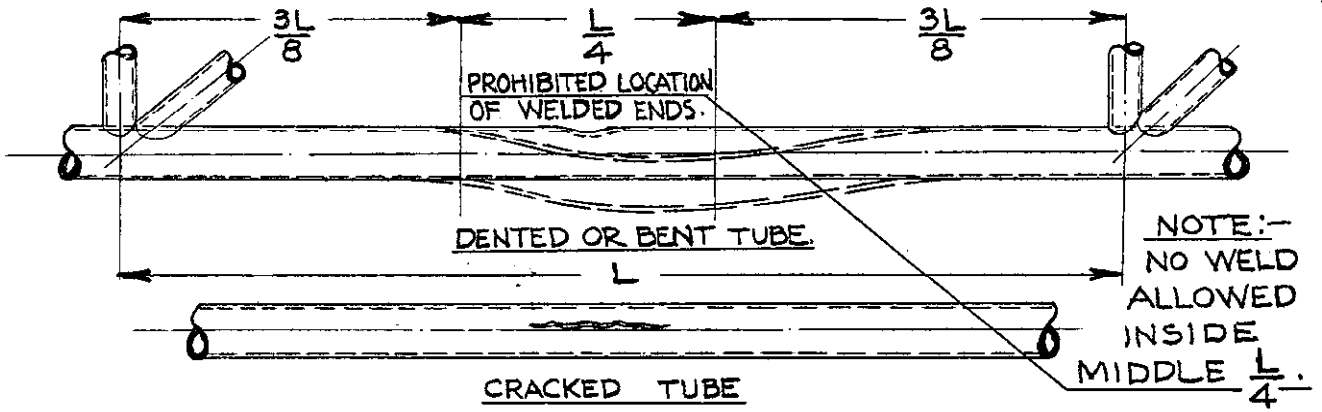 3L/8
L/4
3L/8
PROHIBITED LOCATION
OF WELDED ENDS.
DENTED OR BENT TUBE.
L
NOTE:-
NO WELD
ALLOWED
INSIDE
MIDDLE L/4.
CRACKED TUBE